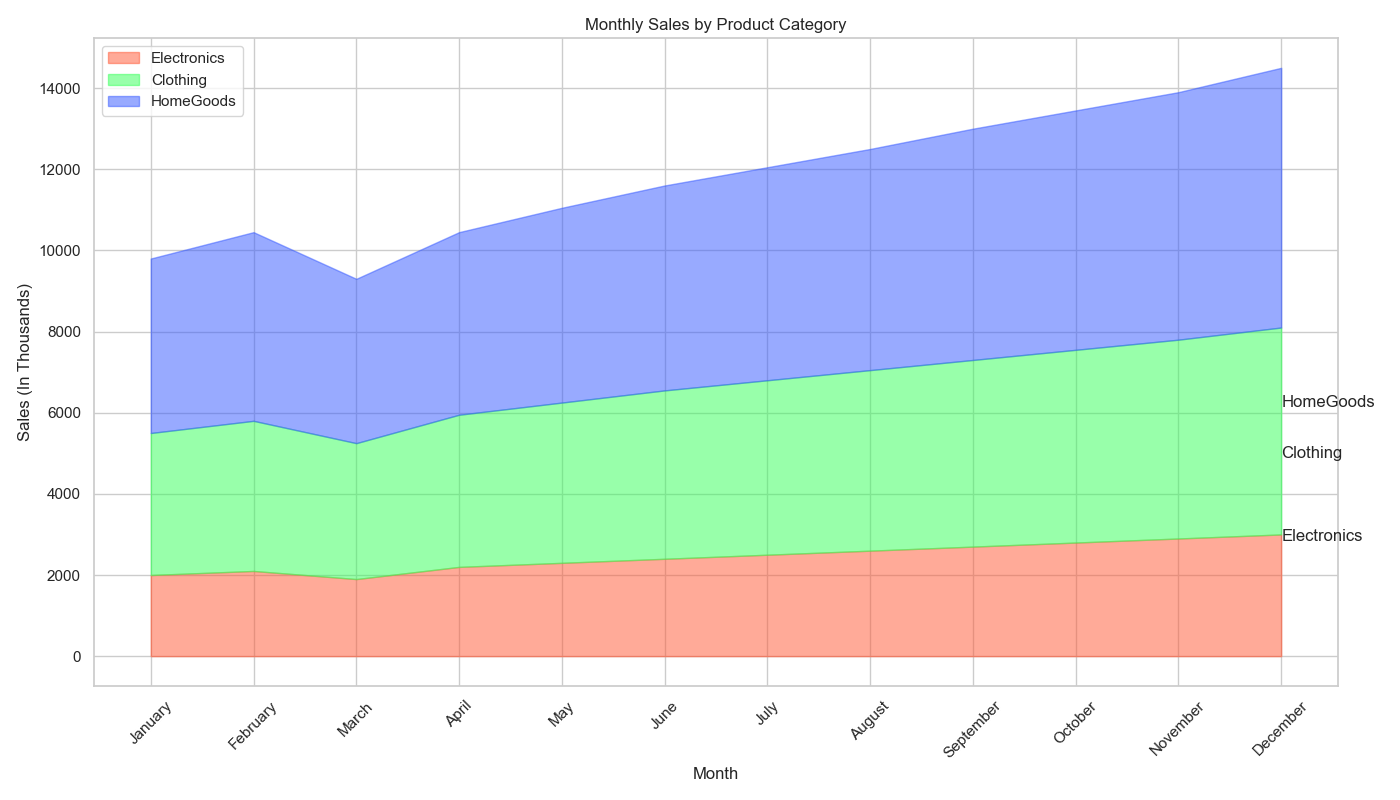 Monthly Sales by Product Category
Electronics
Clothing
HomeGoods
14000
12000
10000
8000
6000
4000
2000
0
Sales (In Thousands)
HomeGoods
Clothing
Electronics
January
February
March
April
May
June
July
August
September
October
November
December
Month